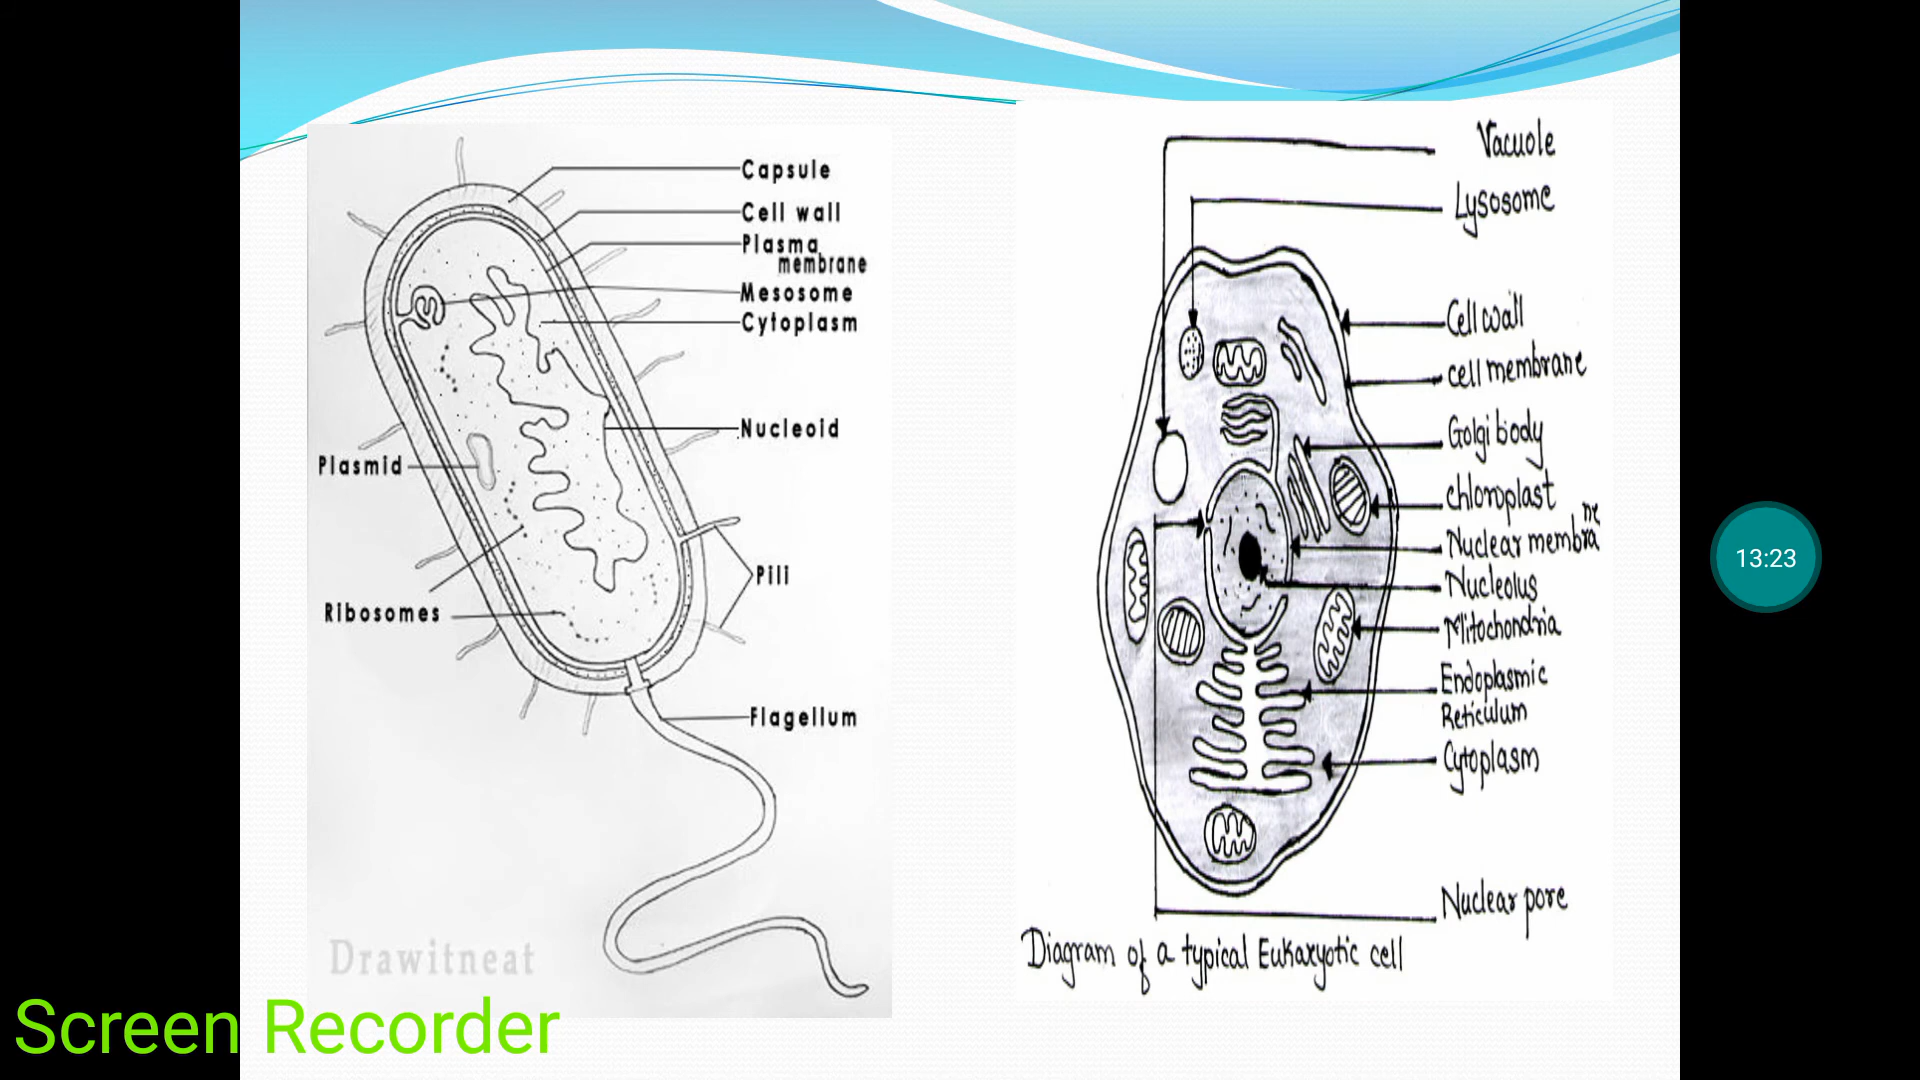 Capsule
Cell wall
Plasma
membrane
Mesosome
Cytoplasm
Nucleoid
Plasmid
Pili
Ribosomes
Flagellum
Drawitneat
Vacuole
Lysosome
Cell wall
cell membrane
Golgi body
chloroplast
Nuclear membrane
Nucleolus
Mitochondria
Endoplasmic
Reticulum
Cytoplasm
Nuclear pore
Diagram of a typical Eukaryotic cell
13:23
Screen Recorder